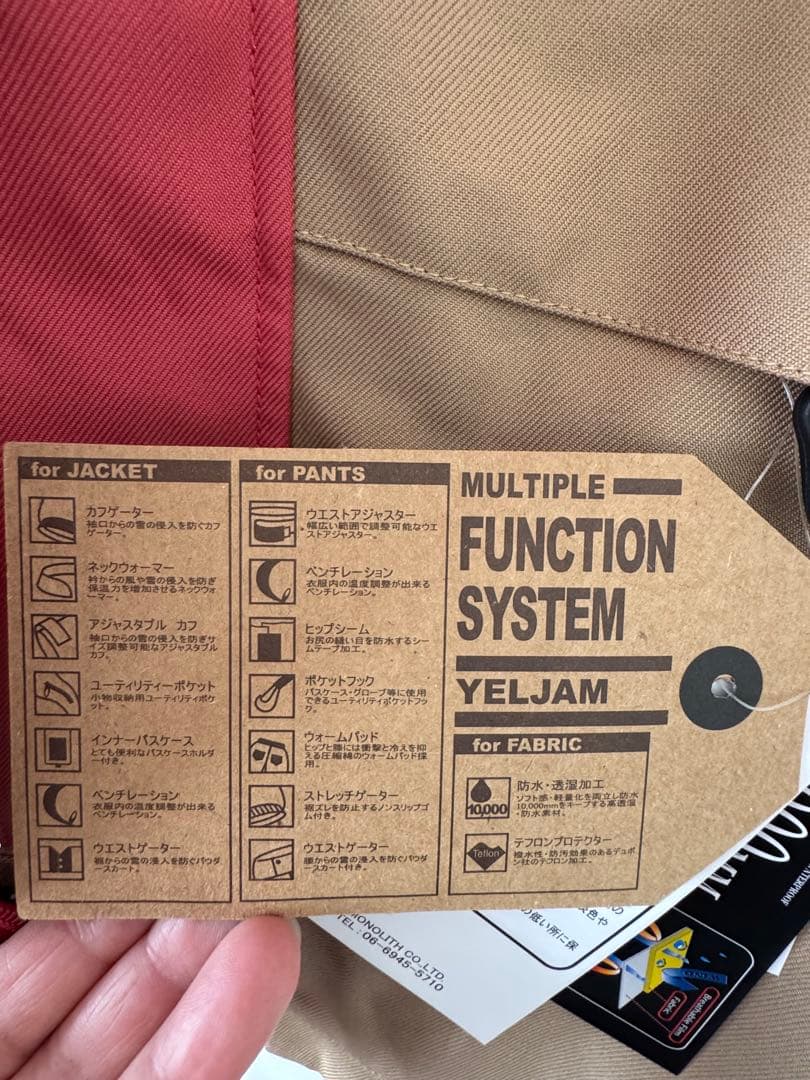 for JACKET
カフゲーター
袖口からの雪の侵入を防ぐカフ
ゲーター。
ネックウォーマー
衿からの風や雪の侵入を防ぎ
保温力を増加させるネックウォ
ーマー。
アジャスタブル カフ
袖口からの雪の侵入を防ぎサ
イズ調整可能なアジャスタブル
カフ。
ユーティリティーポケット
小物収納用ユーティリティポケ
ット。
インナーパスケース
とても便利なパスケースホルダ
ー付き。
ベンチレーション
衣服内の温度調整が出来る
ベンチレーション。
ウエストゲーター
裾からの雪の浸入を防ぐパウダ
ースカート。
for PANTS
ウエストアジャスター
幅広い範囲で調整可能なウエ
ストアジャスター。
ベンチレーション
衣服内の温度調整が出来る
ベンチレーション。
ヒップシーム
お尻の縫い目を防水するシー
ムテープ加工。
ポケットフック
パスケース・グローブ等に使用
できるユーティリティポケットフッ
ク。
ウォームパッド
ヒップと膝には衝撃と冷えを抑
える圧縮綿のウォームパッド採
用。
ストレッチゲーター
裾ズレを防止するノンスリップゴ
ム付き。
ウエストゲーター
腰からの雪の浸入を防ぐパウダ
ースカート付き。
MULTIPLE
FUNCTION
SYSTEM
YELJAM
for FABRIC
10,000
防水・透湿加工
ソフト感・軽量化を両立し防水
10,000mmをキープする高透湿
・防水素材。
Teflon
テフロンプロテクター
撥水性・防汚効果のあるデュポ
ン社のテフロン加工。
の低い所に保
MONOLITH CO.,LTD.
TEL：06-6945-5710
Breathable Film
Fabric